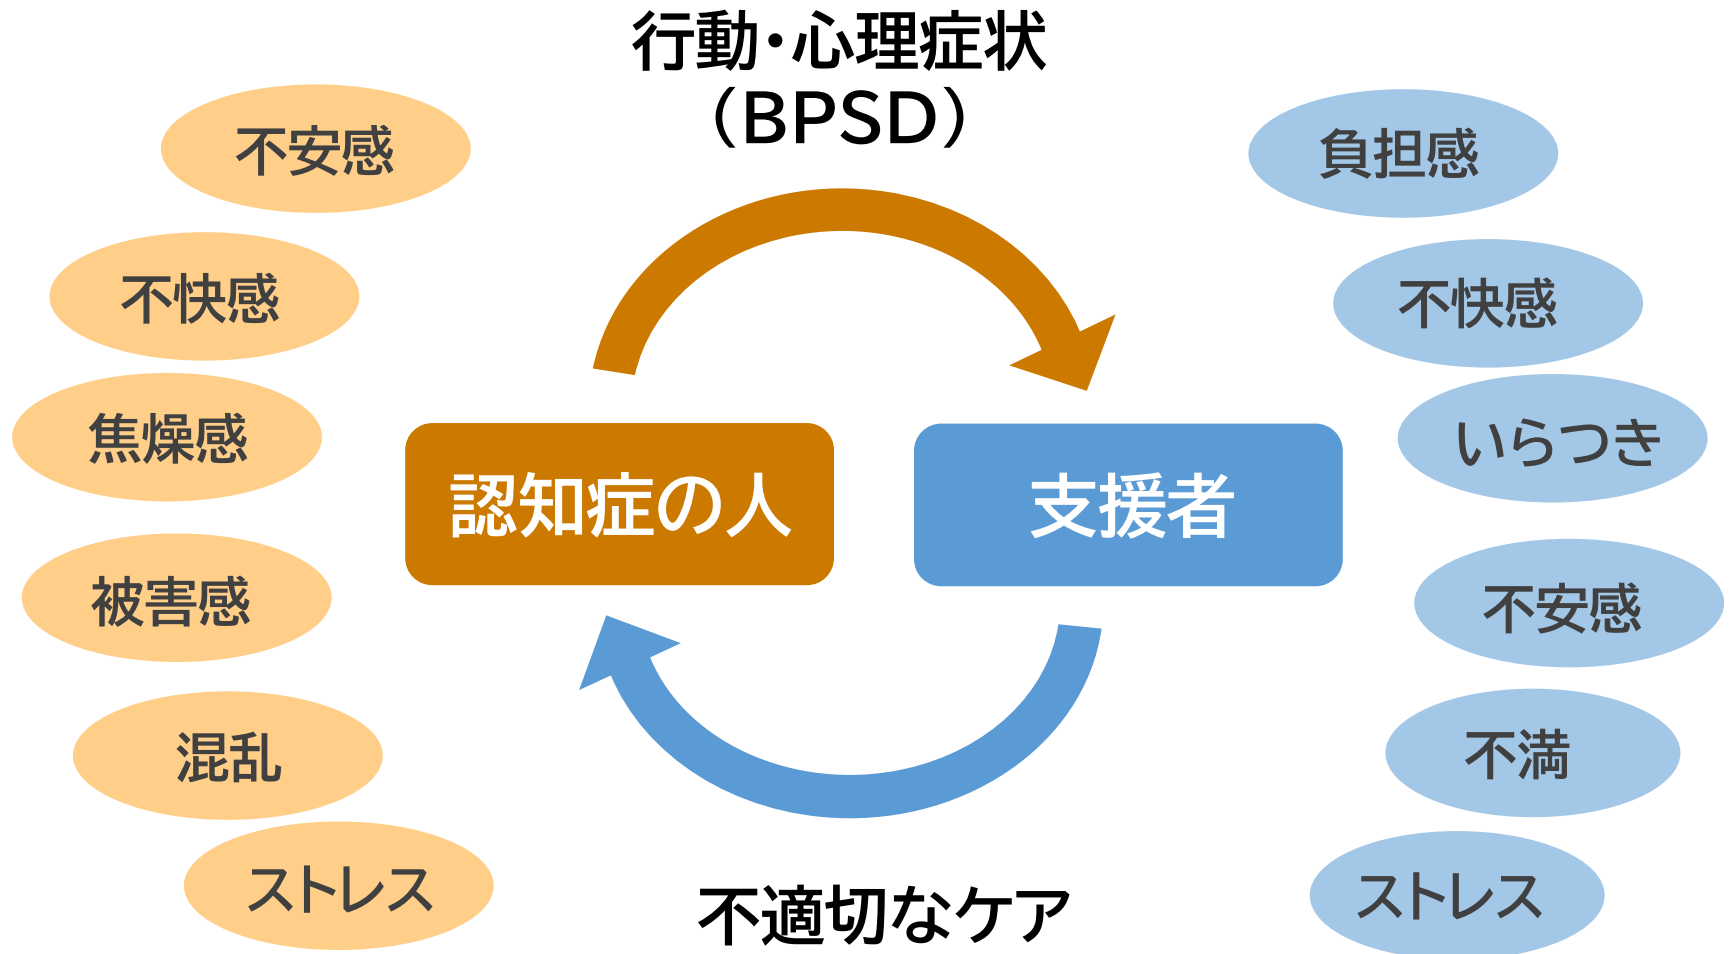 行動・心理症状
（BPSD）
不安感
不快感
焦燥感
被害感
混乱
ストレス
認知症の人
支援者
負担感
不快感
いらつき
不安感
不満
ストレス
不適切なケア